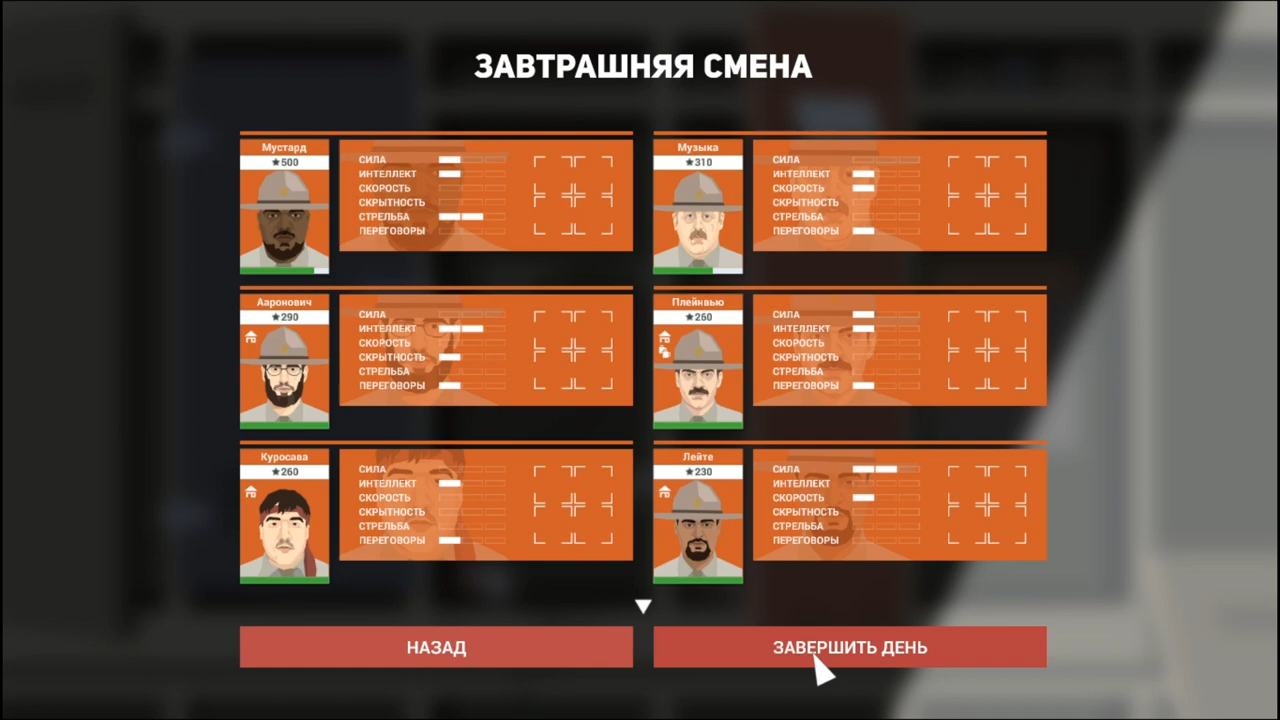 ЗАВТРАШНЯЯ СМЕНА
Мустард
★500
СИЛА
ИНТЕЛЛЕКТ
СКОРОСТЬ
СКРЫТНОСТЬ
СТРЕЛЬБА
ПЕРЕГОВОРЫ
Музыка
★310
СИЛА
ИНТЕЛЛЕКТ
СКОРОСТЬ
СКРЫТНОСТЬ
СТРЕЛЬБА
ПЕРЕГОВОРЫ
Ааронович
★290
СИЛА
ИНТЕЛЛЕКТ
СКОРОСТЬ
СКРЫТНОСТЬ
СТРЕЛЬБА
ПЕРЕГОВОРЫ
Плейнвью
★260
СИЛА
ИНТЕЛЛЕКТ
СКОРОСТЬ
СКРЫТНОСТЬ
СТРЕЛЬБА
ПЕРЕГОВОРЫ
Куросава
★260
СИЛА
ИНТЕЛЛЕКТ
СКОРОСТЬ
СКРЫТНОСТЬ
СТРЕЛЬБА
ПЕРЕГОВОРЫ
Лейте
★230
СИЛА
ИНТЕЛЛЕКТ
СКОРОСТЬ
СКРЫТНОСТЬ
СТРЕЛЬБА
ПЕРЕГОВОРЫ
НАЗАД
ЗАВЕРШИТЬ ДЕНЬ